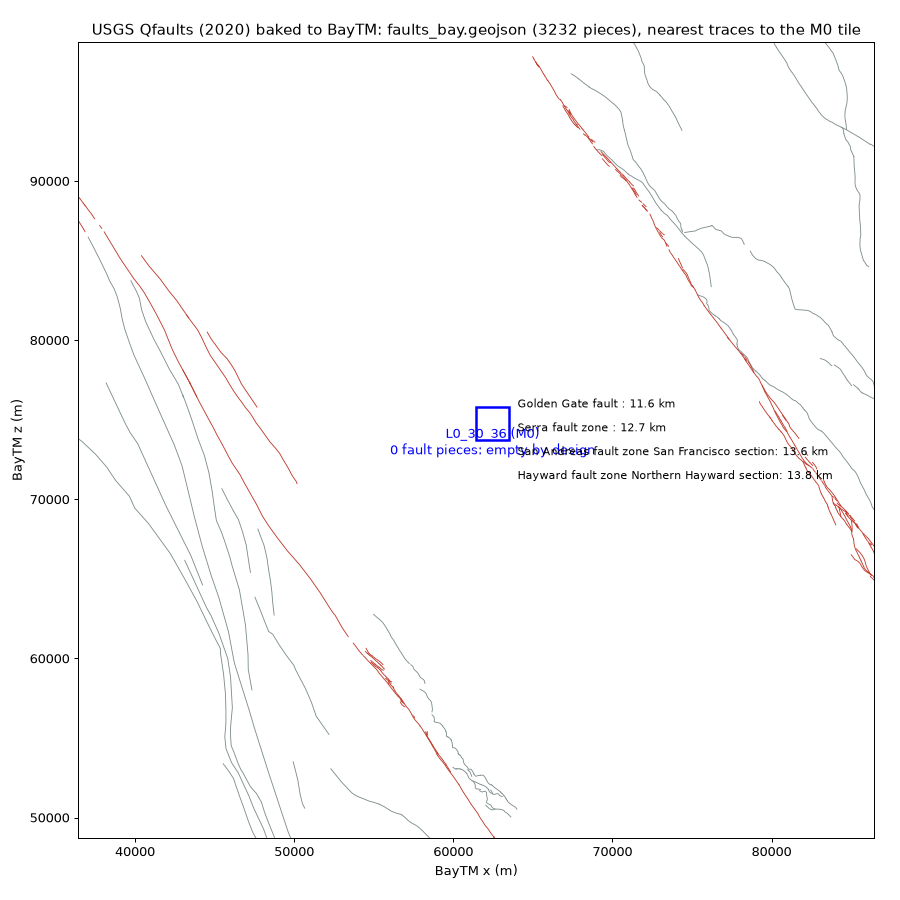 USGS Qfaults (2020) baked to BayTM: faults_bay.geojson (3232 pieces), nearest traces to the M0 tile
90000
80000
70000
60000
50000
BayTM z (m)
Golden Gate fault : 11.6 km
L0_30_36 (M0)
Serra fault zone : 12.7 km
0 fault pieces: empty by design
San Andreas fault zone San Francisco section: 13.6 km
Hayward fault zone Northern Hayward section: 13.8 km
40000
50000
60000
70000
80000
BayTM x (m)